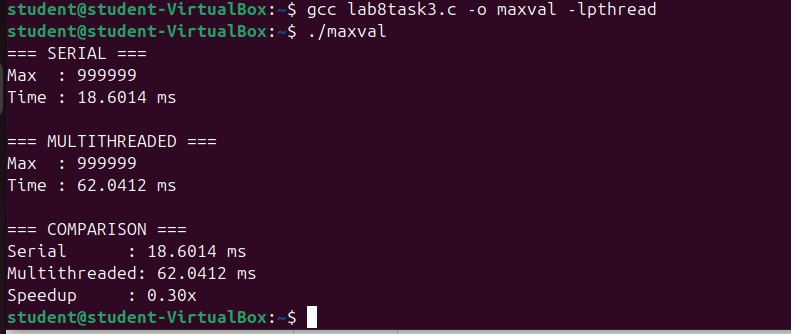 student@student-VirtualBox:~$ gcc lab8task3.c -o maxval -lpthread
student@student-VirtualBox:~$ ./maxval
=== SERIAL ===
Max  : 999999
Time : 18.6014 ms

=== MULTITHREADED ===
Max  : 999999
Time : 62.0412 ms

=== COMPARISON ===
Serial       : 18.6014 ms
Multithreaded: 62.0412 ms
Speedup      : 0.30x
student@student-VirtualBox:~$